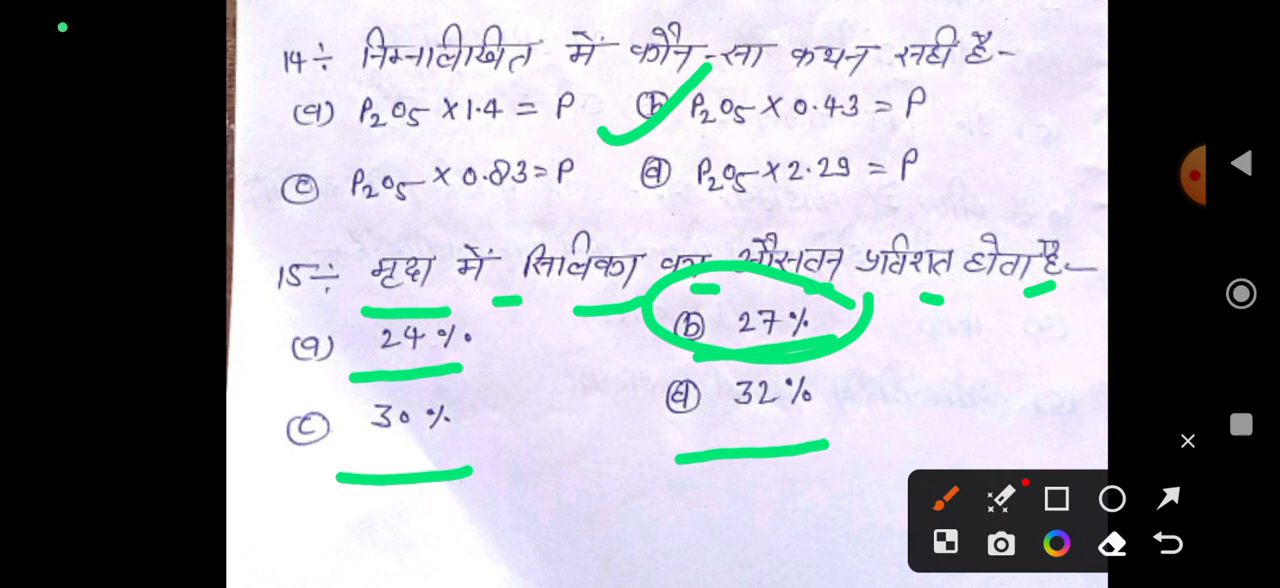 14÷ निम्नालीखीत में कौन-सा कथन सही है-
(a) P₂O₅ × 1.4 = P (b) P₂O₅ × 0.43 = P
(c) P₂O₅ × 0.83 = P (d) P₂O₅ × 2.29 = P
15÷ मृदा में सिलिका का औसतन प्रतिशत होता है-
(a) 24% (b) 27%
(c) 30% (d) 32%